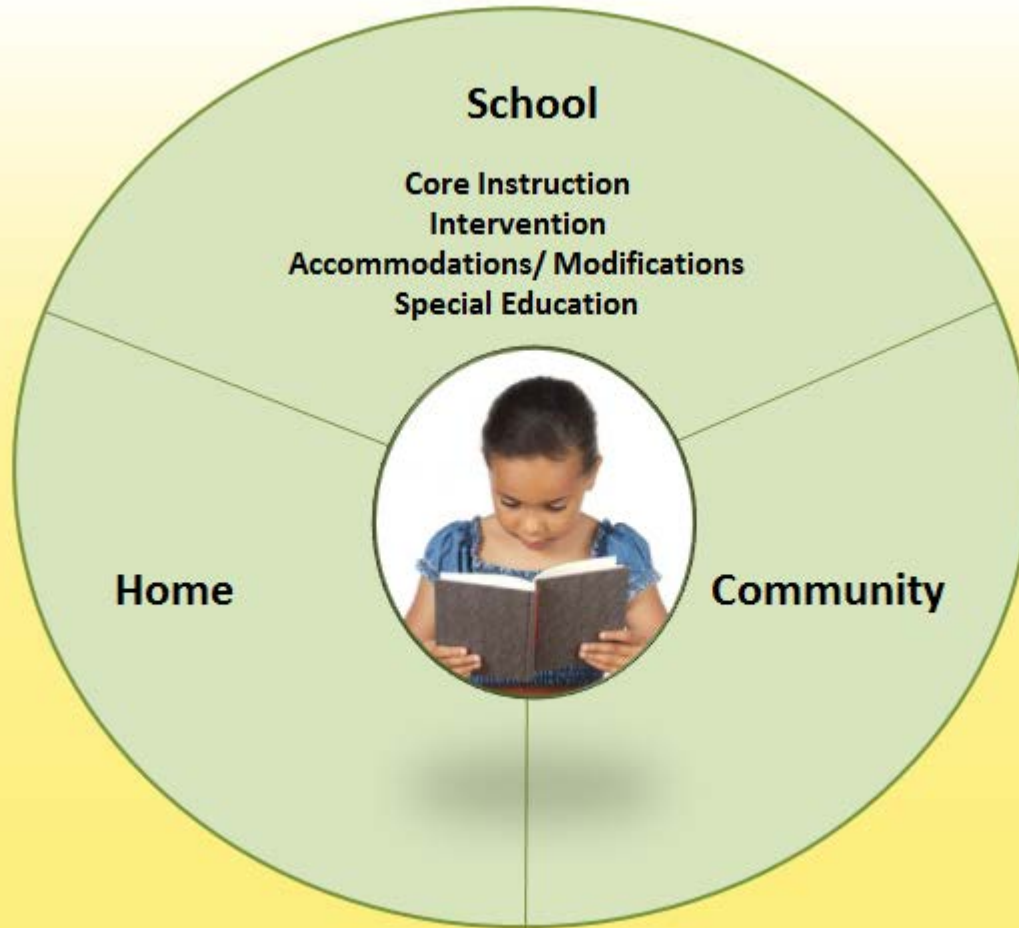 School
Core Instruction
Intervention
Accommodations/ Modifications
Special Education
Home
Community